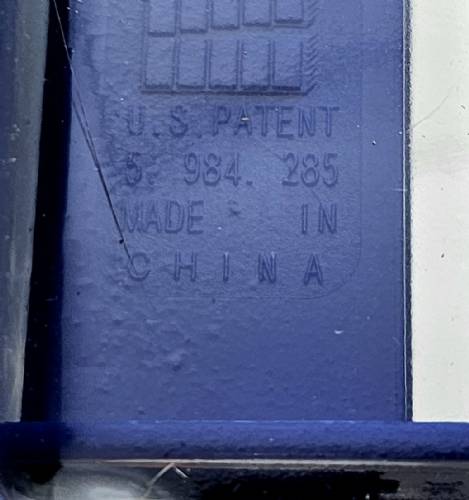 U.S. PATENT
5. 984. 285
MADE IN
CHINA